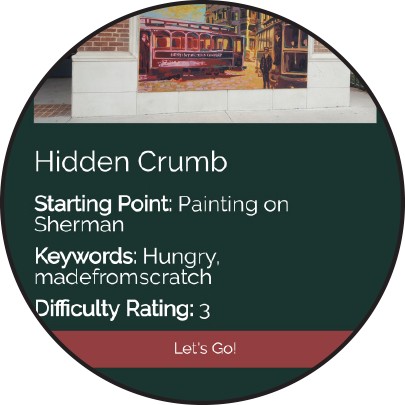 Hidden Crumb
Starting Point: Painting on
Sherman
Keywords: Hungry,
madefromscratch
Difficulty Rating: 3
Let's Go!